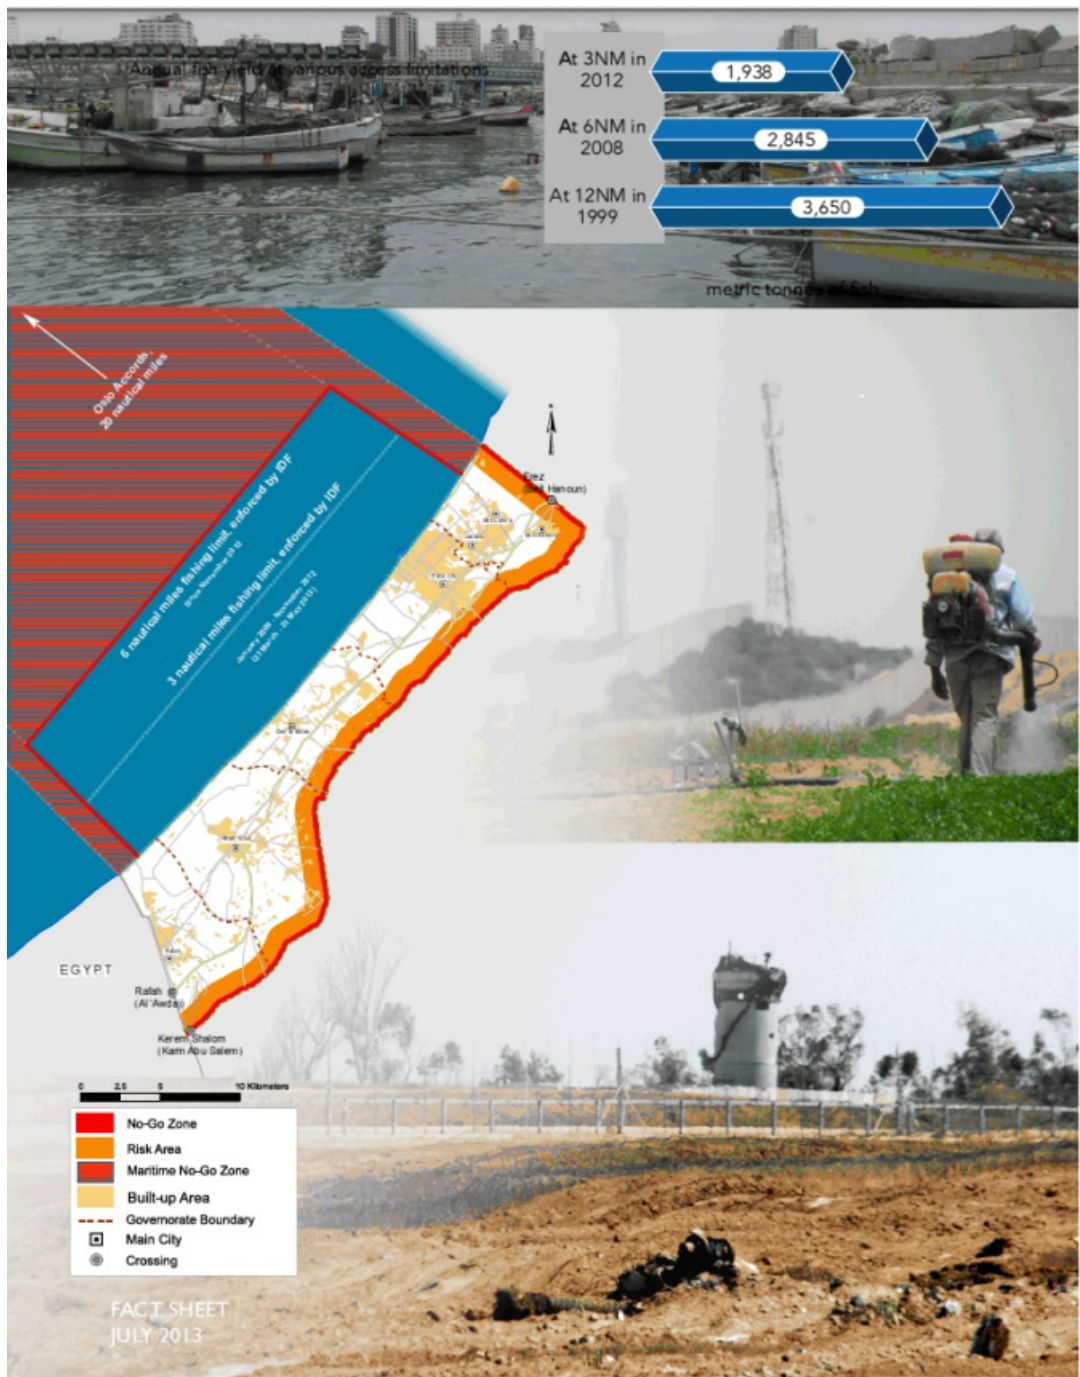 Annual fish yield at various access limitations
At 3NM in
2012
1,938
At 6NM in
2008
2,845
At 12NM in
1999
3,650
metric tonnes of fish
Oslo Accords,
20 nautical miles
6 nautical miles fishing limit, enforced by IDF
3 nautical miles fishing limit, enforced by IDF
Erez
(Beit Hanoun)
EGYPT
Rafah
(Al 'Awda)
Kerem Shalom
(Karm Abu Salem)
0 2.5 5 10 Kilometers
No-Go Zone
Risk Area
Maritime No-Go Zone
Built-up Area
Governorate Boundary
Main City
Crossing
FACT SHEET
JULY 2013